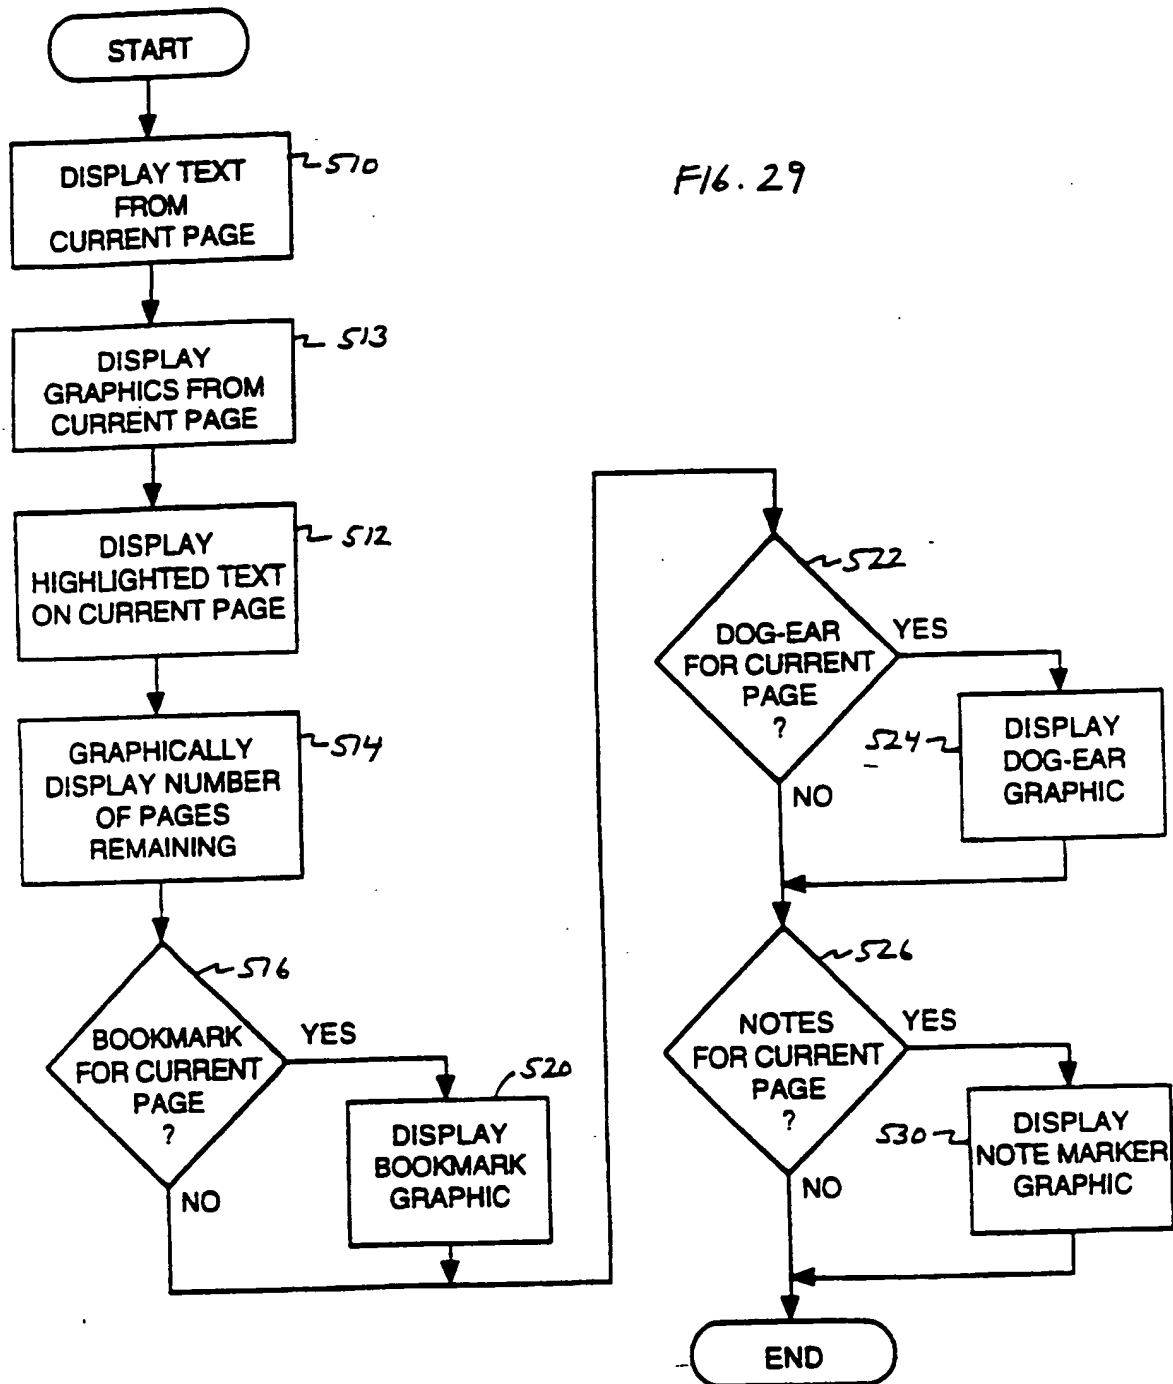 START
DISPLAY TEXT
FROM
CURRENT PAGE
510
FIG. 29
DISPLAY
GRAPHICS FROM
CURRENT PAGE
513
DISPLAY
HIGHLIGHTED TEXT
ON CURRENT PAGE
512
GRAPHICALLY
DISPLAY NUMBER
OF PAGES
REMAINING
514
BOOKMARK
FOR CURRENT
PAGE
?
516
YES
NO
DISPLAY
BOOKMARK
GRAPHIC
520
DOG-EAR
FOR CURRENT
PAGE
?
522
YES
NO
DISPLAY
DOG-EAR
GRAPHIC
524
NOTES
FOR CURRENT
PAGE
?
526
YES
NO
DISPLAY
NOTE MARKER
GRAPHIC
530
END